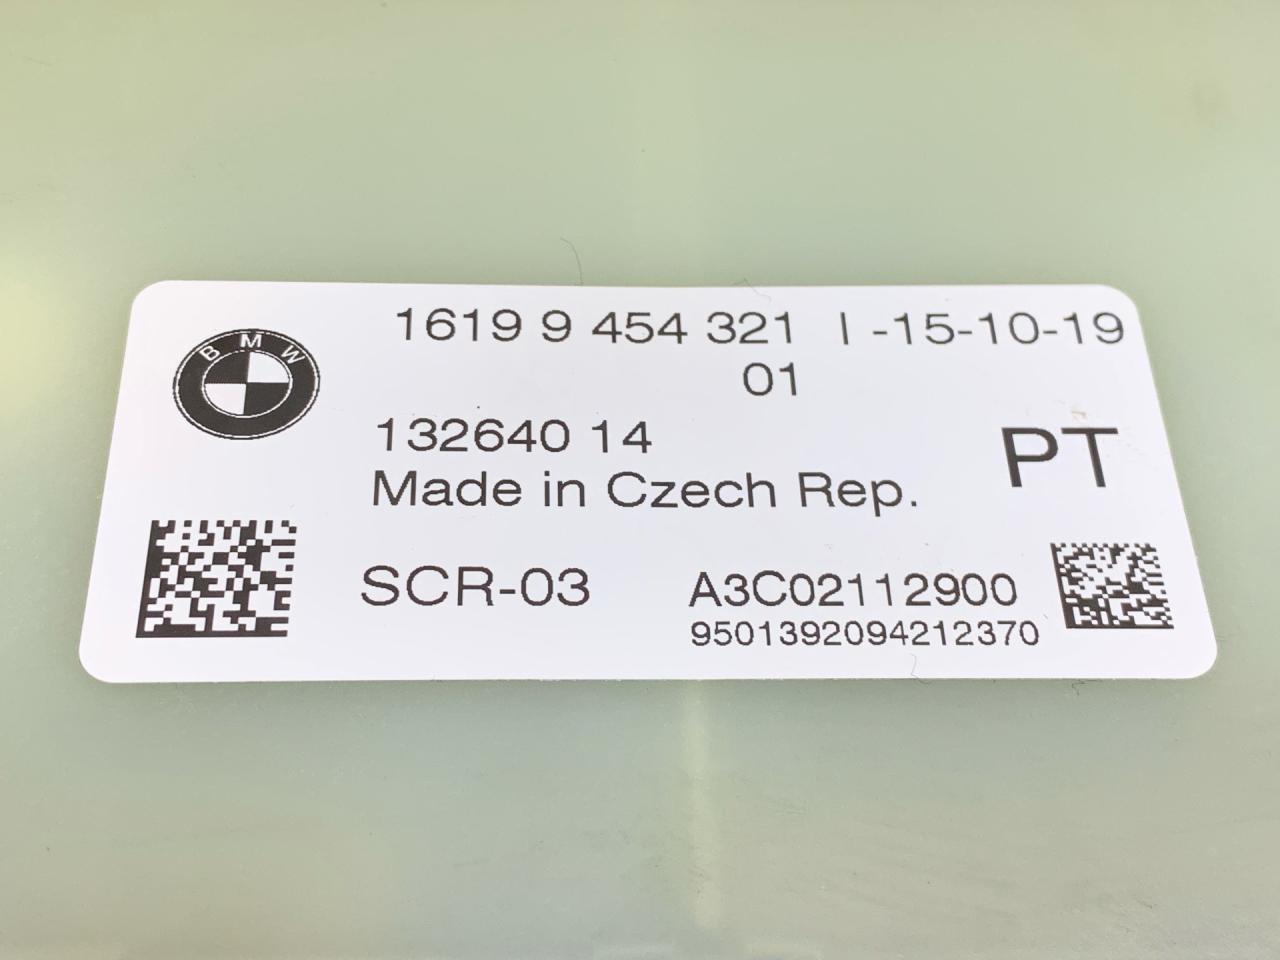 BMW
1619 9 454 321 I -15-10-19
01
132640 14
PT
Made in Czech Rep.
SCR-03
A3C02112900
9501392094212370